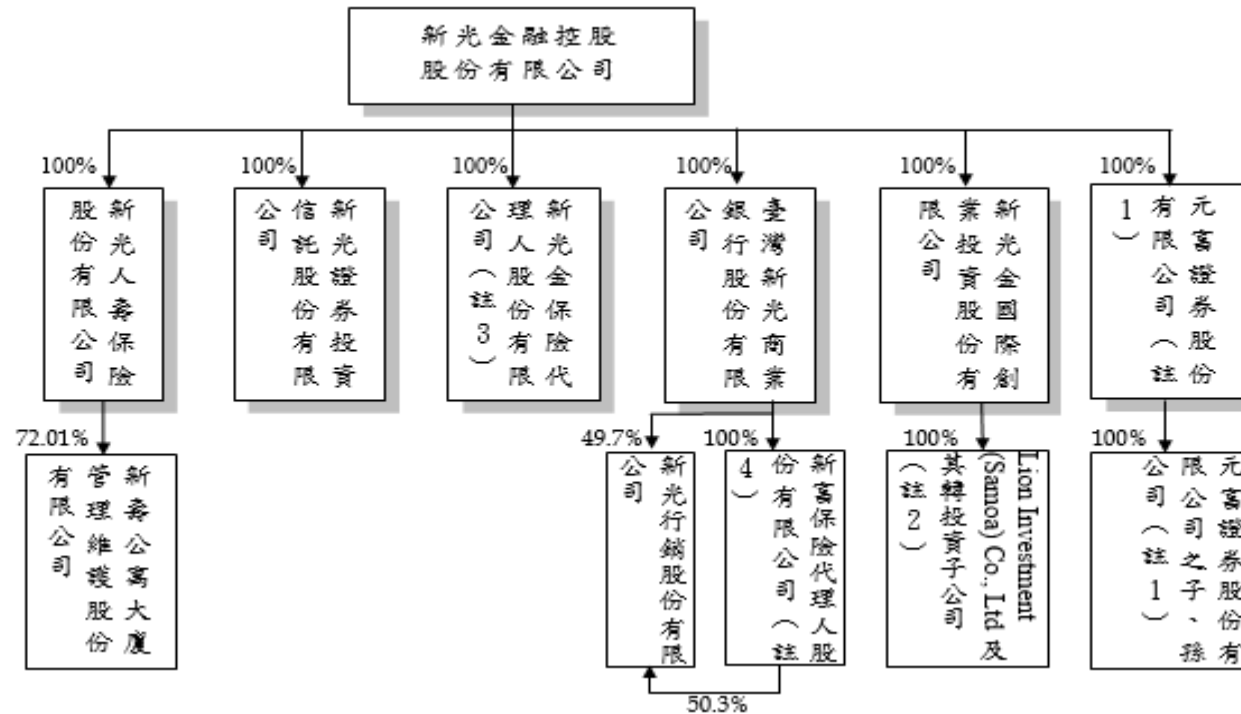 新光金融控股
股份有限公司
100%
100%
100%
100%
100%
100%
新光人壽保險
股份有限公司
新光證券投資
信託股份有限
公司
新光金保險代
理人股份有限
公司（註3）
臺灣新光商業
銀行股份有限
公司
新光金國際創
業投資股份有
限公司
元富證券股份
有限公司（註
1）
72.01%
49.7%
100%
100%
100%
新壽公寓大廈
管理維護股份
有限公司
新光行銷股份有限
公司
新富保險代理人股
份有限公司（註
4）
Lion Investment
(Samoa) Co., Ltd 及
其轉投資子公司
（註2）
元富證券股份有
限公司之子、孫
公司（註1）
50.3%